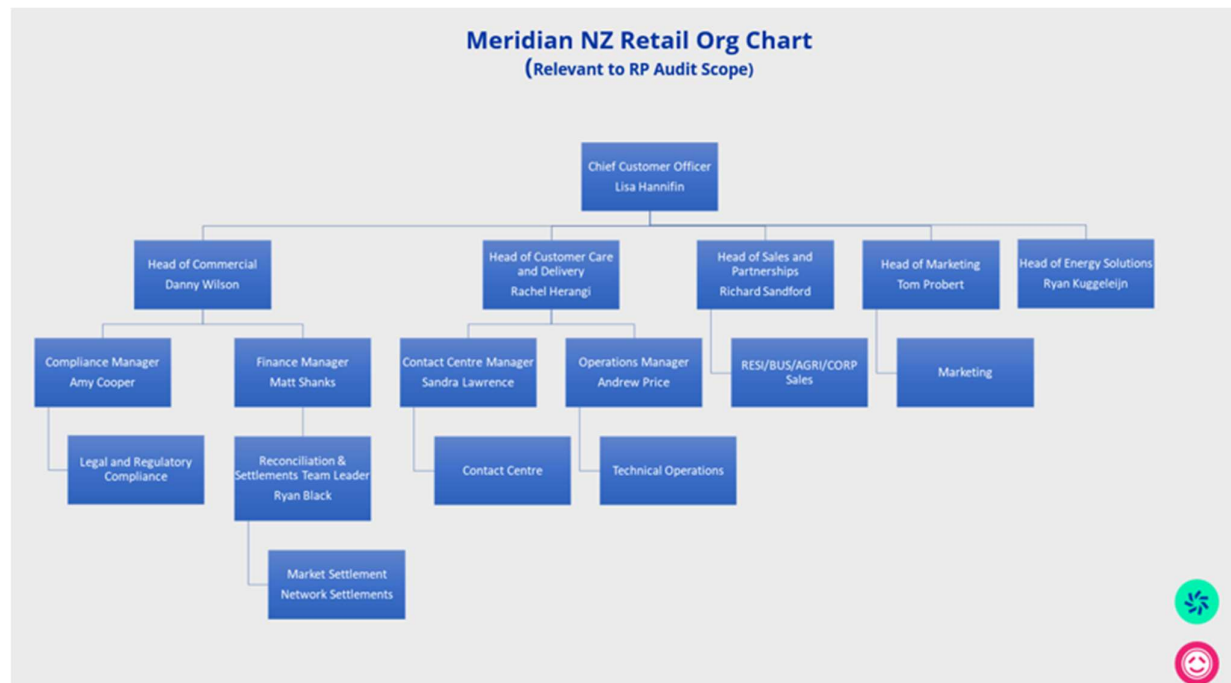 Meridian NZ Retail Org Chart
(Relevant to RP Audit Scope)
Chief Customer Officer
Lisa Hannifin
Head of Commercial
Danny Wilson
Head of Customer Care
and Delivery
Rachel Herangi
Head of Sales and
Partnerships
Richard Sandford
Head of Marketing
Tom Probert
Head of Energy Solutions
Ryan Kuggeleijn
Compliance Manager
Amy Cooper
Finance Manager
Matt Shanks
Contact Centre Manager
Sandra Lawrence
Operations Manager
Andrew Price
RESI/BUS/AGRI/CORP
Sales
Marketing
Legal and Regulatory
Compliance
Reconciliation &
Settlements Team Leader
Ryan Black
Contact Centre
Technical Operations
Market Settlement
Network Settlements